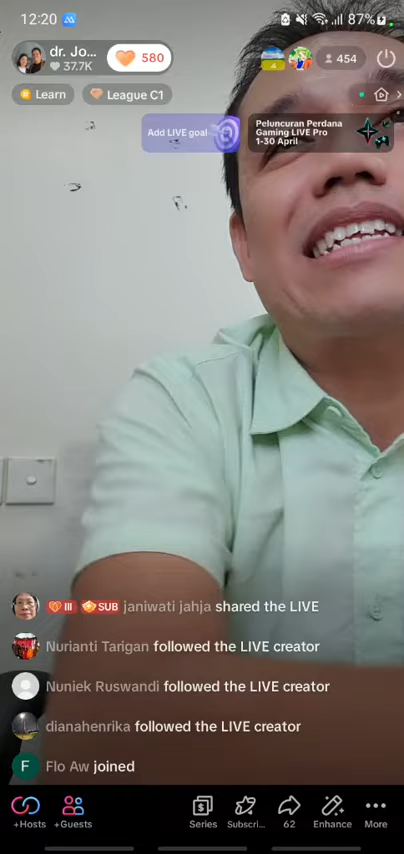 12:20
87%
dr. Jo...
37.7K
580
454
Learn
League C1
Add LIVE goal
Peluncuran Perdana
Gaming LIVE Pro
1-30 April
III SUB janiwati jahja shared the LIVE
Nurianti Tarigan followed the LIVE creator
Nuniek Ruswandi followed the LIVE creator
dianahenrika followed the LIVE creator
F Flo Aw joined
+Hosts
+Guests
Series
Subscri...
62
Enhance
More